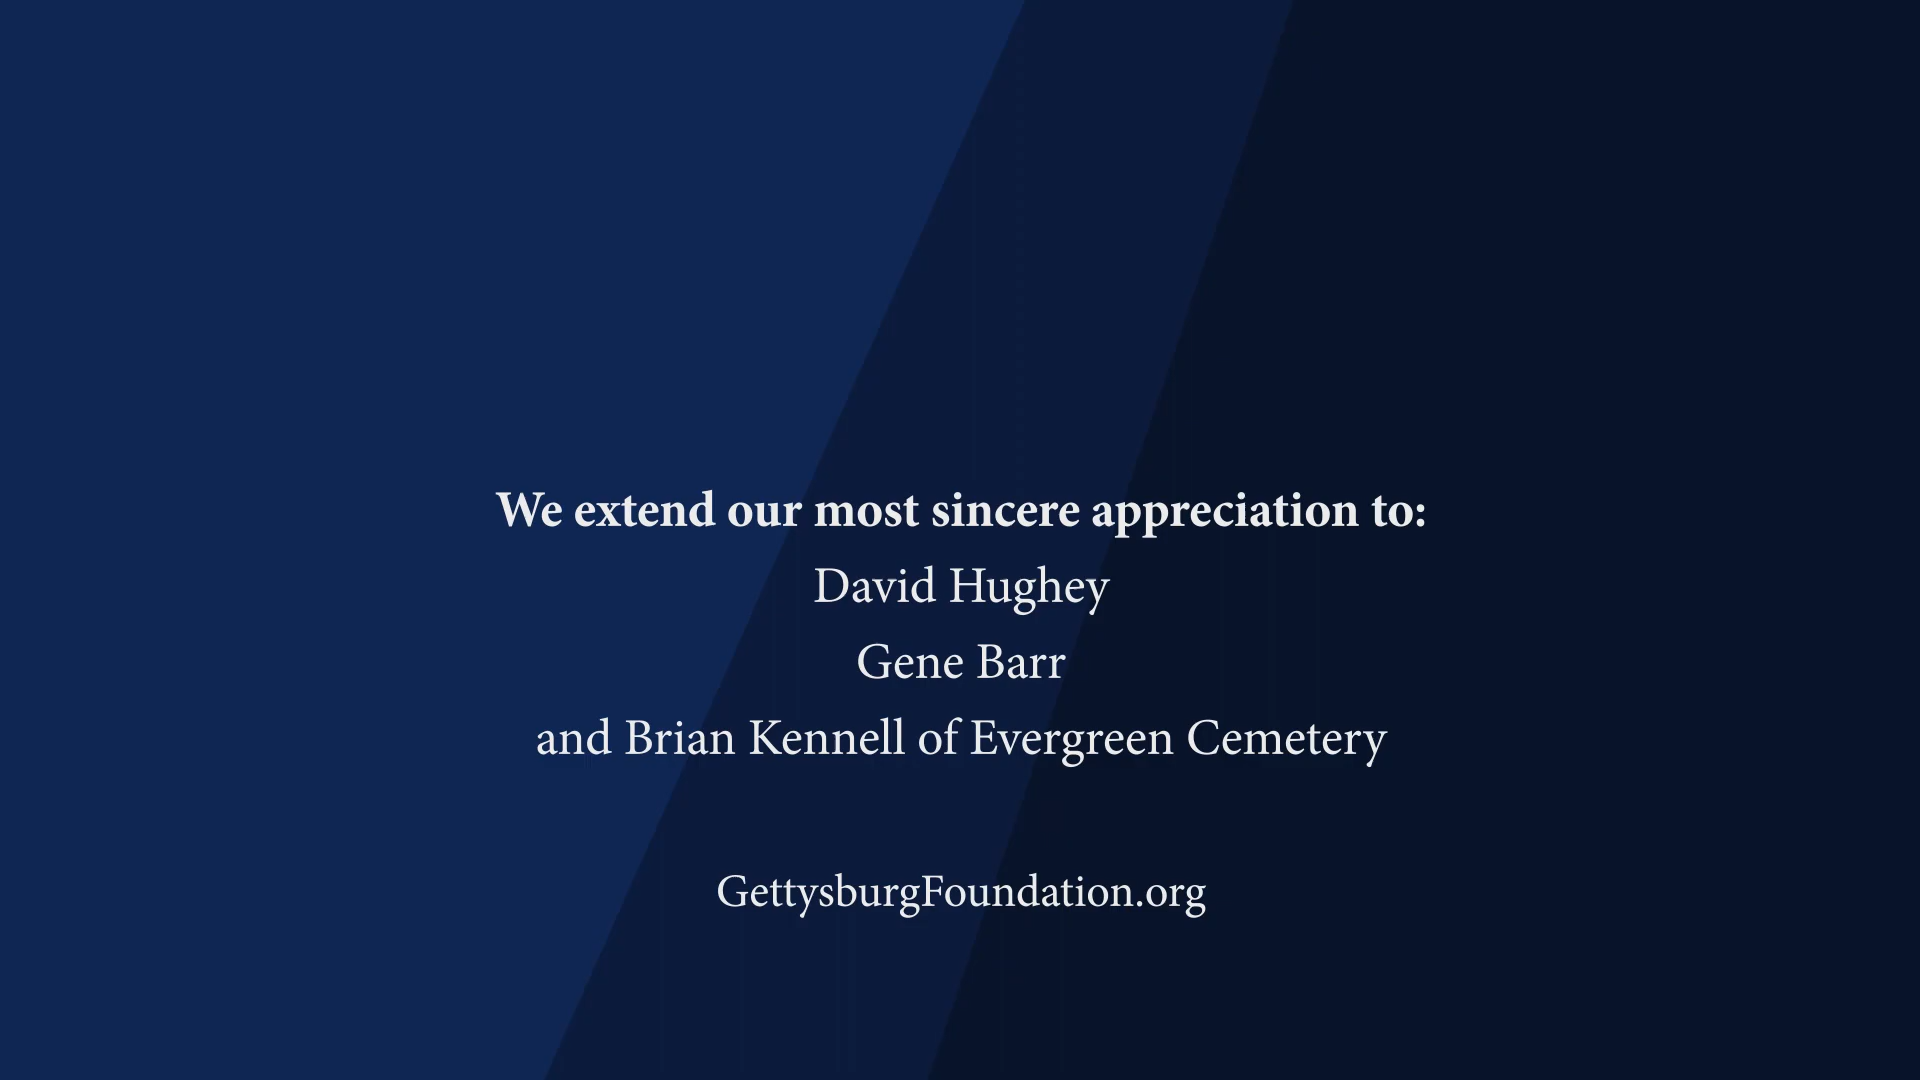 We extend our most sincere appreciation to:
David Hughey
Gene Barr
and Brian Kennell of Evergreen Cemetery
GettysburgFoundation.org